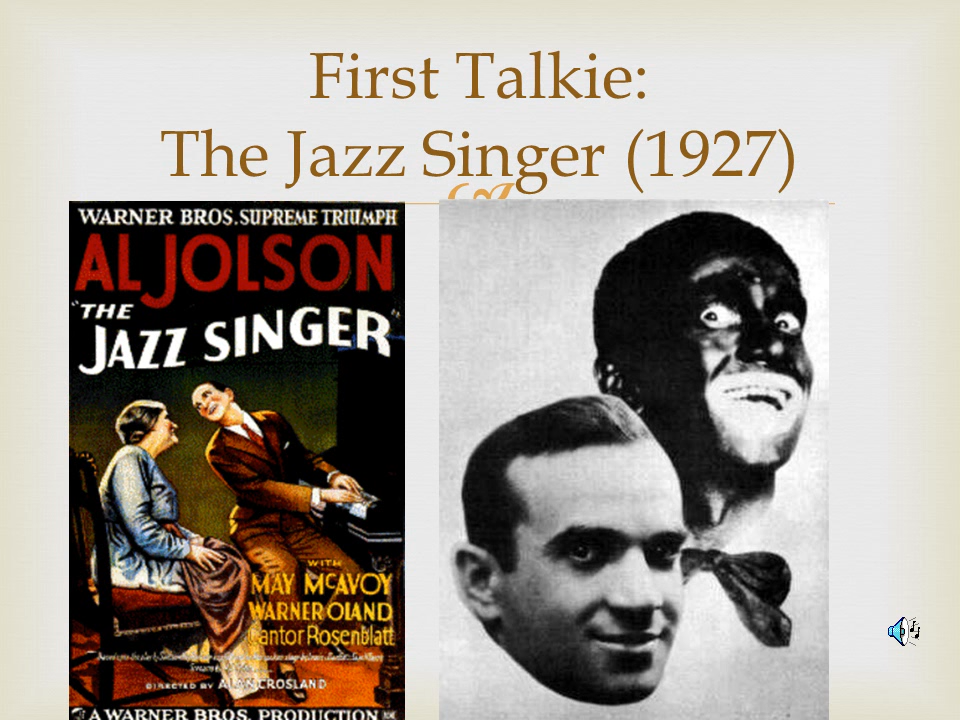 First Talkie:
The Jazz Singer (1927)
WARNER BROS. SUPREME TRIUMPH
AL JOLSON
"THE
JAZZ SINGER"
WITH
MAY McAVOY
WARNER OLAND
Cantor Rosenblatt
DIRECTED BY ALAN CROSLAND
A WARNER BROS. PRODUCTION